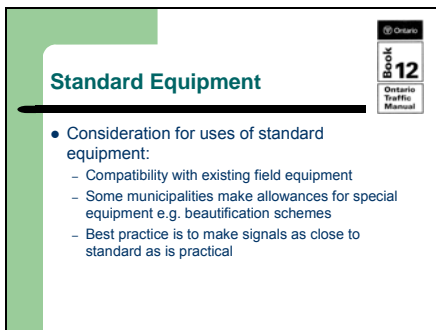 Ontario
Book 12
Ontario
Traffic
Manual
Standard Equipment
● Consideration for uses of standard
equipment:
– Compatibility with existing field equipment
– Some municipalities make allowances for special
equipment e.g. beautification schemes
– Best practice is to make signals as close to
standard as is practical